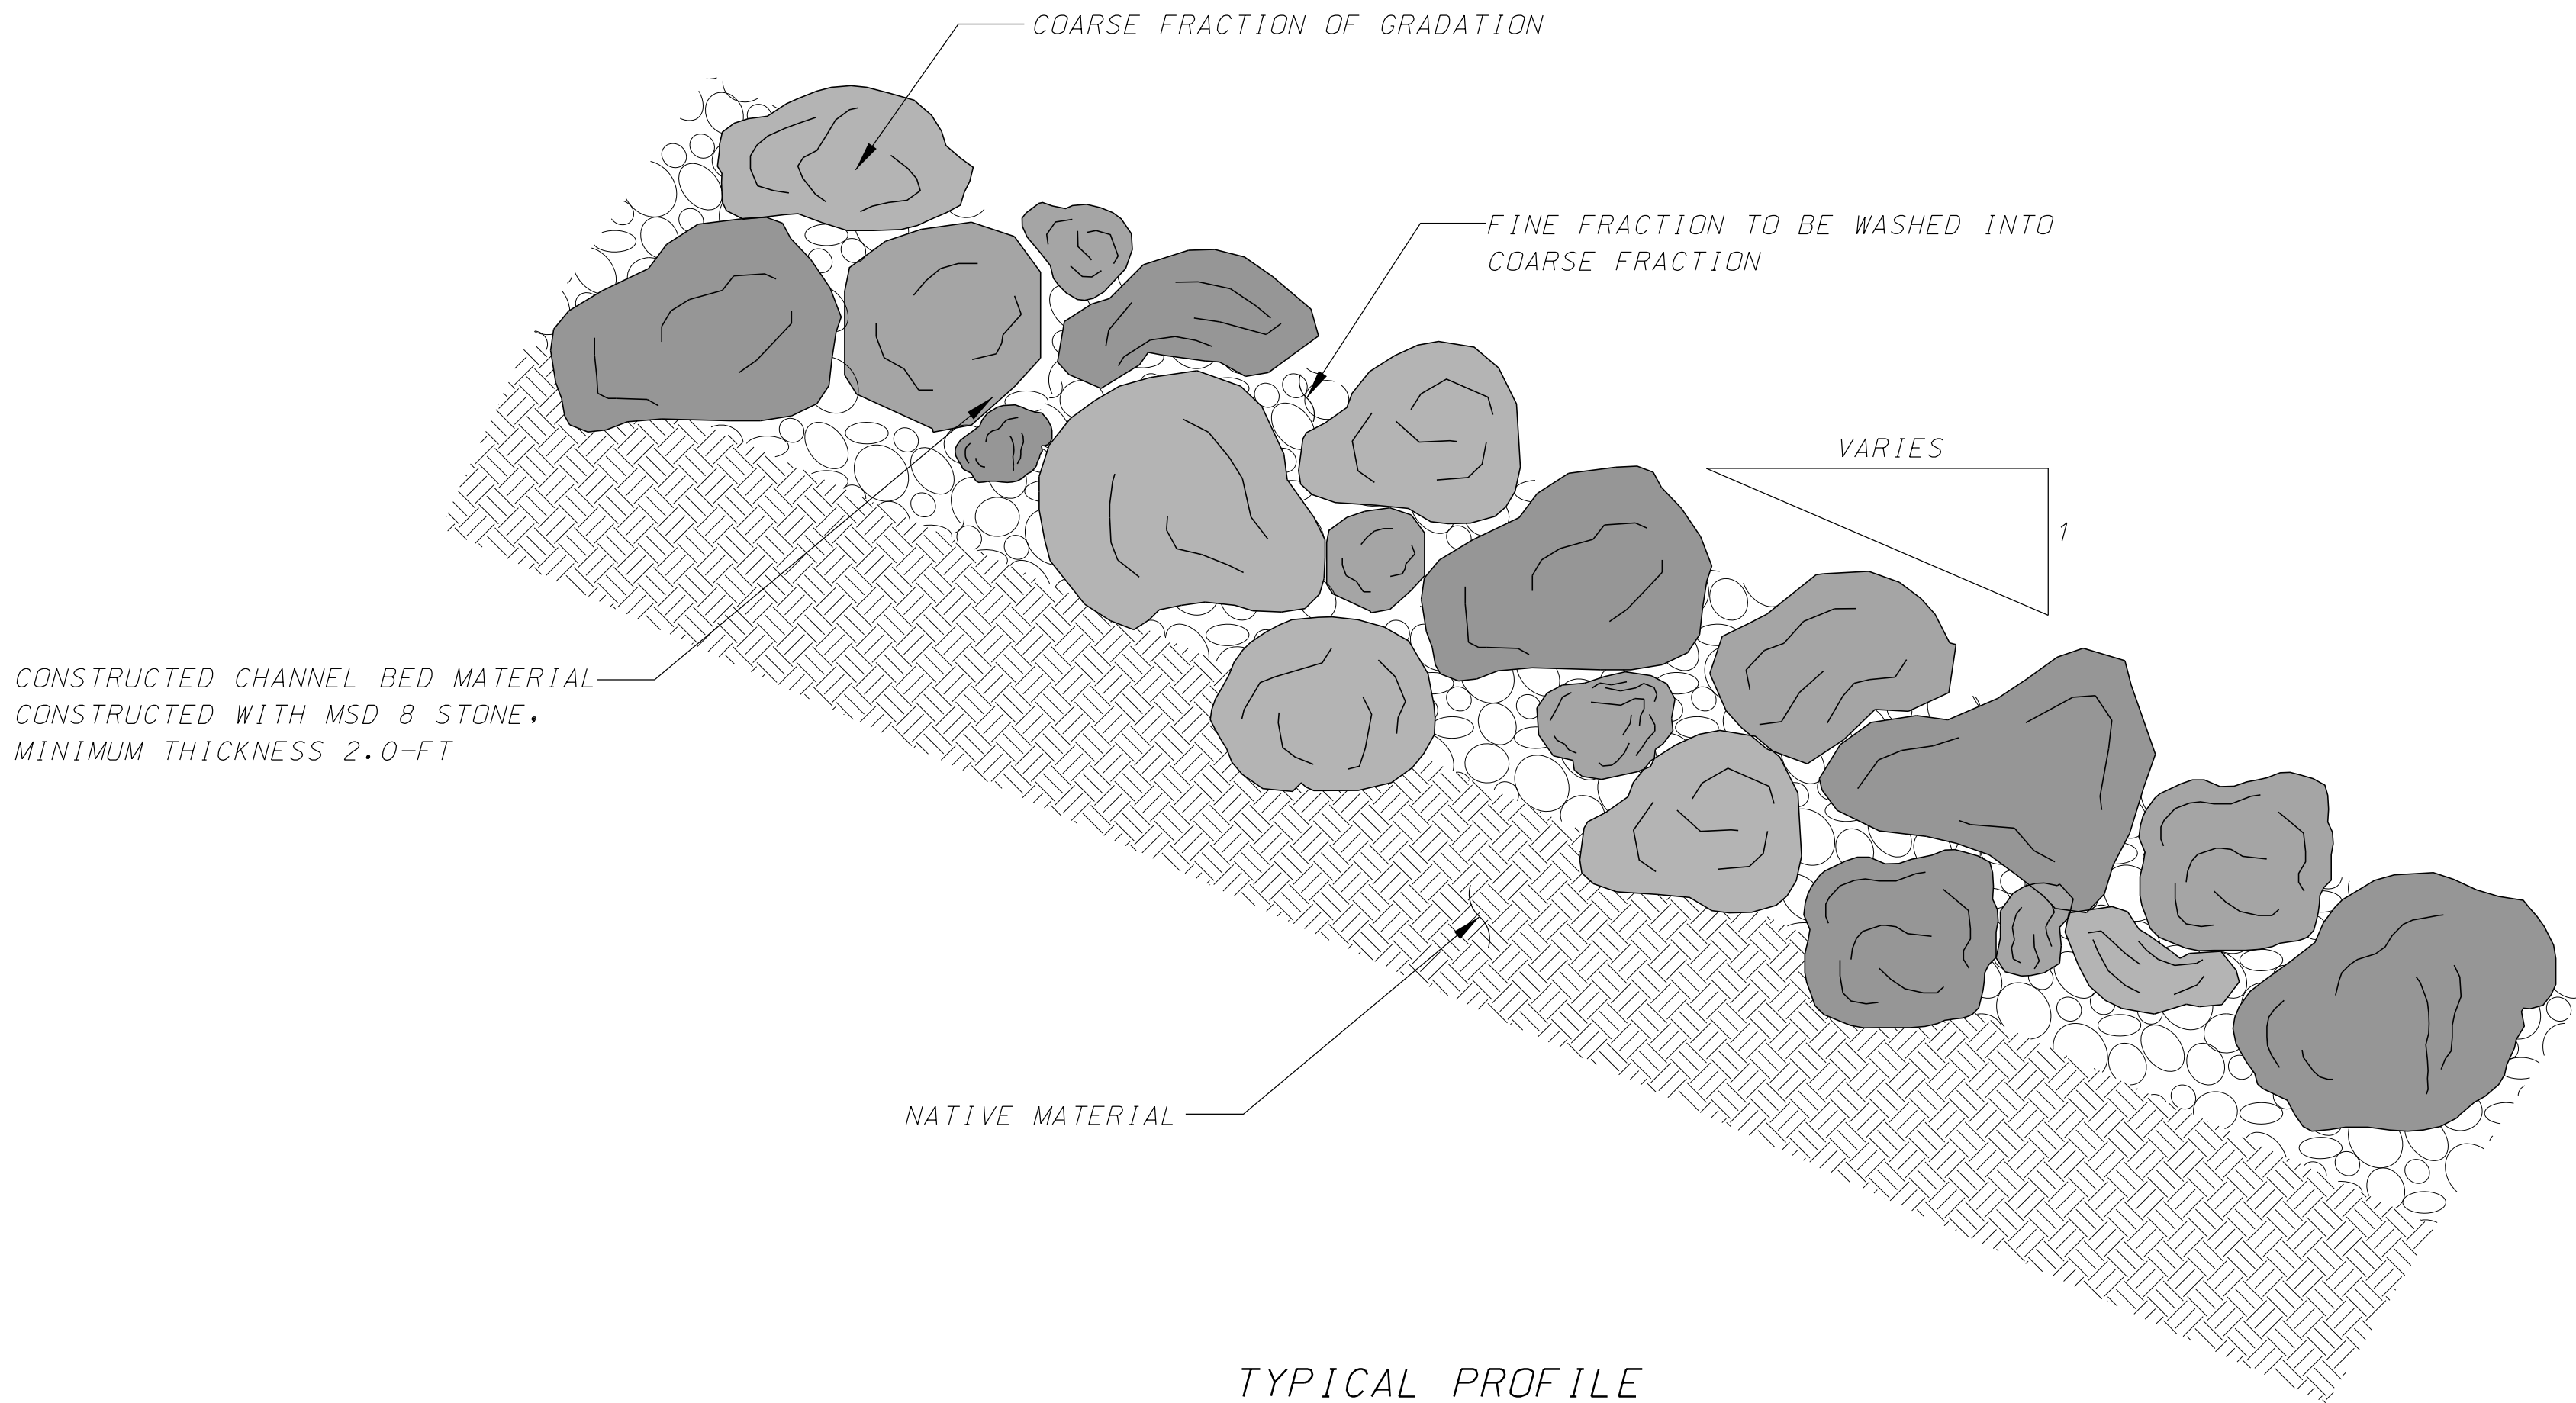 COARSE FRACTION OF GRADATION
FINE FRACTION TO BE WASHED INTO
COARSE FRACTION
VARIES
1
CONSTRUCTED CHANNEL BED MATERIAL
CONSTRUCTED WITH MSD 8 STONE,
MINIMUM THICKNESS 2.0-FT
NATIVE MATERIAL
TYPICAL PROFILE